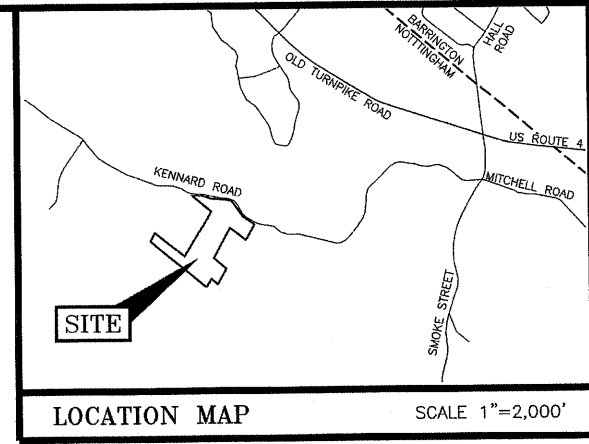 BARRINGTON
NOTTTINGHAM
HALL
ROAD
OLD TURNPIKE ROAD
US ROUTE 4
KENNARD ROAD
MITCHELL ROAD
SMOKE STREET
SITE
LOCATION MAP
SCALE 1"=2,000'